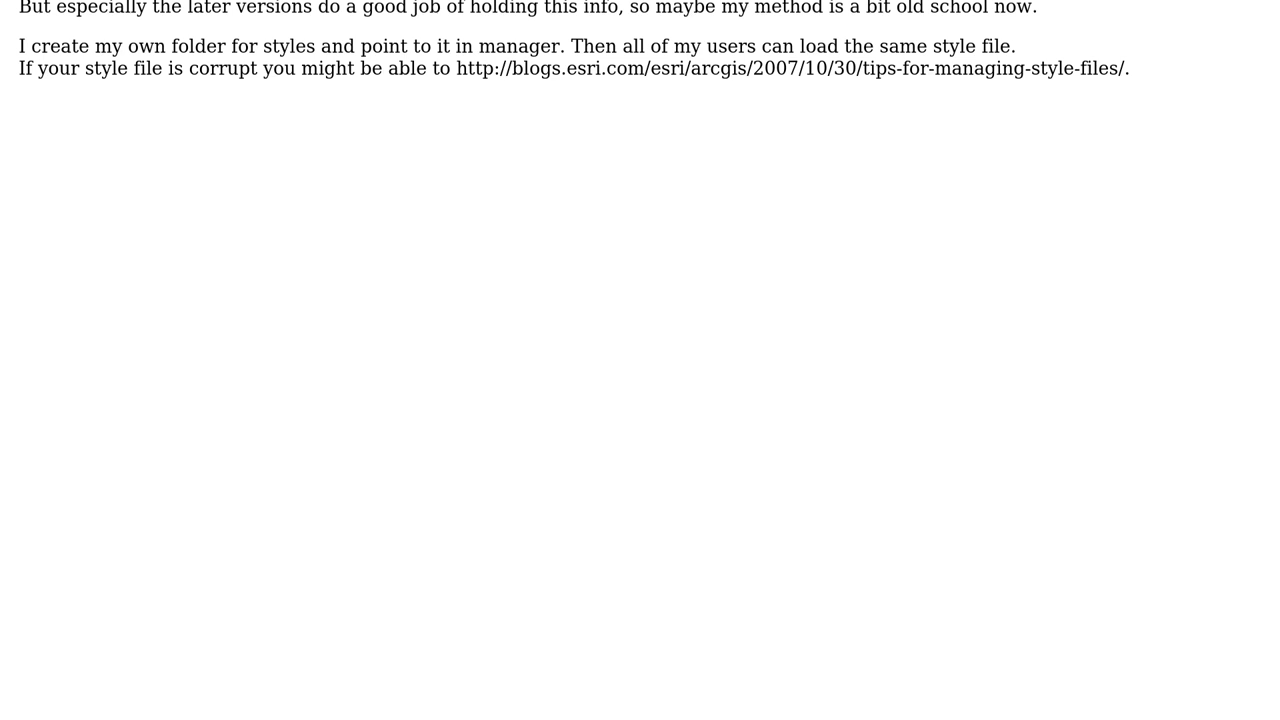 But especially the later versions do a good job of holding this info, so maybe my method is a bit old school now.
I create my own folder for styles and point to it in manager. Then all of my users can load the same style file.
If your style file is corrupt you might be able to http://blogs.esri.com/esri/arcgis/2007/10/30/tips-for-managing-style-files/.